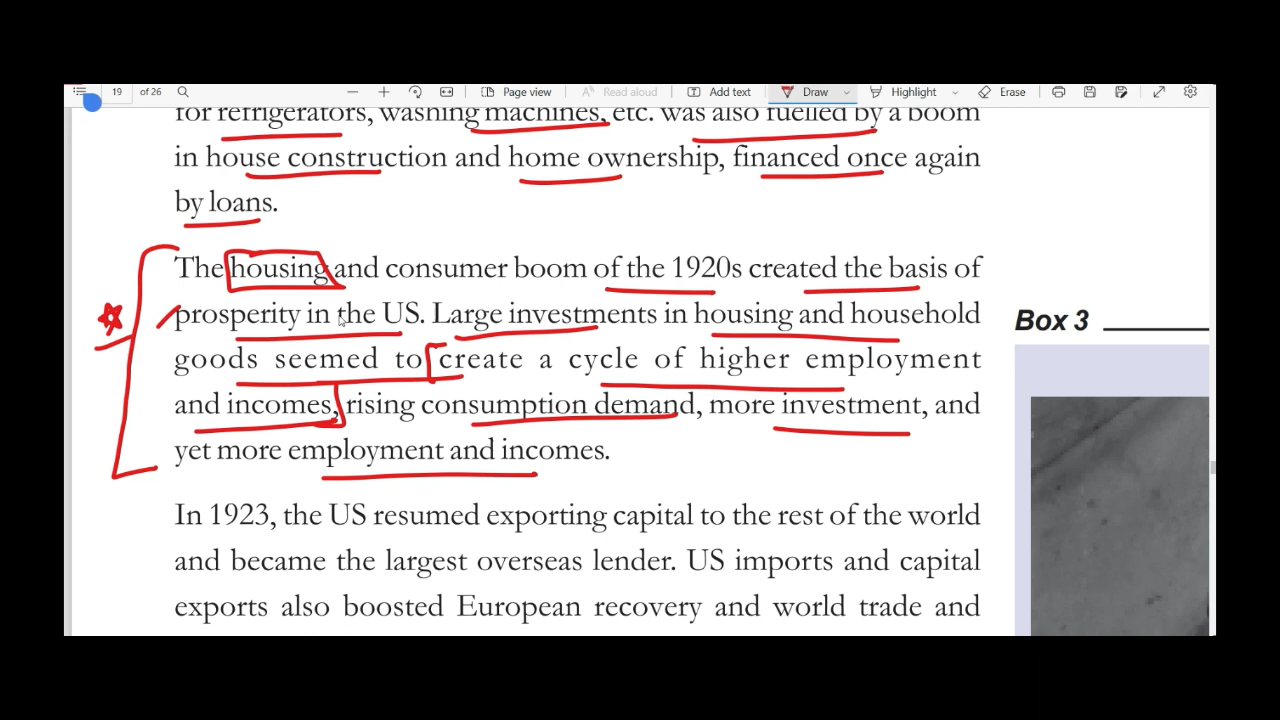 19 of 26 Page view Read aloud Add text Draw Highlight Erase
for refrigerators, washing machines, etc. was also fuelled by a boom
in house construction and home ownership, financed once again
by loans.
The housing and consumer boom of the 1920s created the basis of
prosperity in the US. Large investments in housing and household
goods seemed to create a cycle of higher employment
and incomes, rising consumption demand, more investment, and
yet more employment and incomes.
In 1923, the US resumed exporting capital to the rest of the world
and became the largest overseas lender. US imports and capital
exports also boosted European recovery and world trade and
Box 3